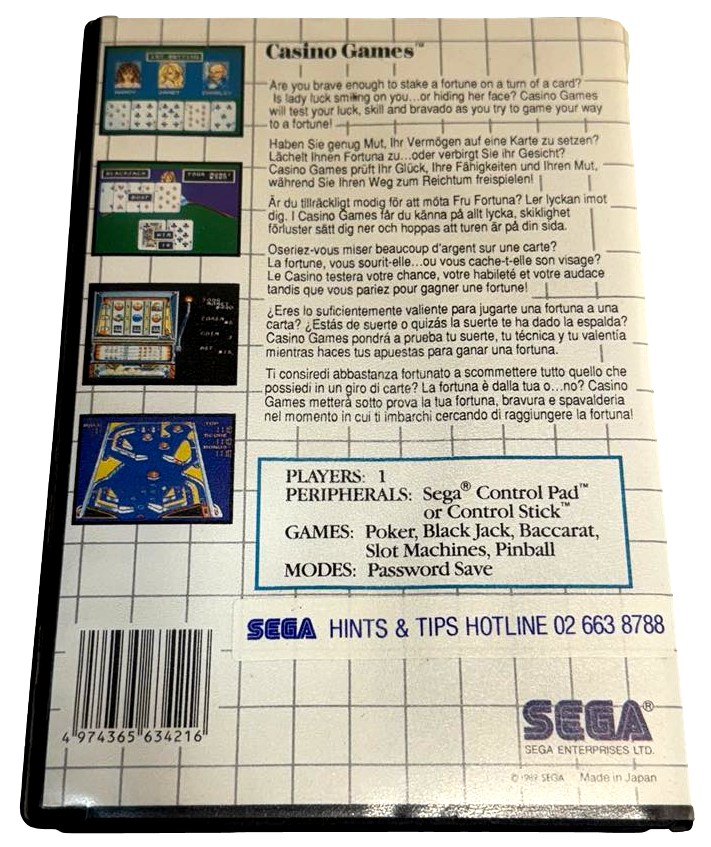 Casino Games™
Are you brave enough to stake a fortune on a turn of a card?
Is lady luck smiling on you...or hiding her face? Casino Games
will test your luck, skill and bravado as you try to game your way
to a fortune!
Haben Sie genug Mut, Ihr Vermögen auf eine Karte zu setzen?
Lächelt Ihnen Fortuna zu...oder verbirgt Sie ihr Gesicht?
Casino Games prüft Ihr Glück, Ihre Fähigkeiten und Ihren Mut,
während Sie Ihren Weg zum Reichtum freispielen!
Är du tillräckligt modig för att möta Fru Fortuna? Ler lyckan imot
dig. I Casino Games får du känna på allt lycka, skiklighet
förluster sätt dig ner och hoppas att turen är på din sida.
Oseriez-vous miser beaucoup d'argent sur une carte?
La fortune, vous sourit-elle...ou vous cache-t-elle son visage?
Le Casino testera votre chance, votre habileté et votre audace
tandis que vous pariez pour gagner une fortune!
¿Eres lo suficientemente valiente para jugarte una fortuna a una
carta? ¿Estás de suerte o quizás la suerte te ha dado la espalda?
Casino Games pondrá a prueba tu suerte, tu técnica y tu valentía
mientras haces tus apuestas para ganar una fortuna.
Ti consiredi abbastanza fortunato a scommettere tutto quello che
possiedi in un giro di carte? La fortuna è dalla tua o...no? Casino
Games metterà sotto prova la tua fortuna, bravura e spavalderia
nel momento in cui ti imbarchi cercando di raggiungere la fortuna!
PLAYERS: 1
PERIPHERALS: Sega® Control Pad™
or Control Stick™
GAMES: Poker, Black Jack, Baccarat,
Slot Machines, Pinball
MODES: Password Save
SEGA HINTS & TIPS HOTLINE 02 663 8788
4 974365 634216
SEGA®
SEGA ENTERPRISES LTD.
SEGA Made in Japan